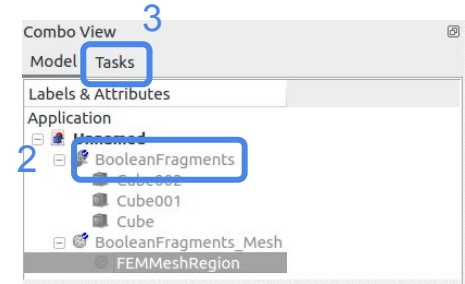 3
Combo View
Model Tasks
Labels & Attributes
Application
Unnamed
2 BooleanFragments
Cube002
Cube001
Cube
BooleanFragments_Mesh
FEMMeshRegion